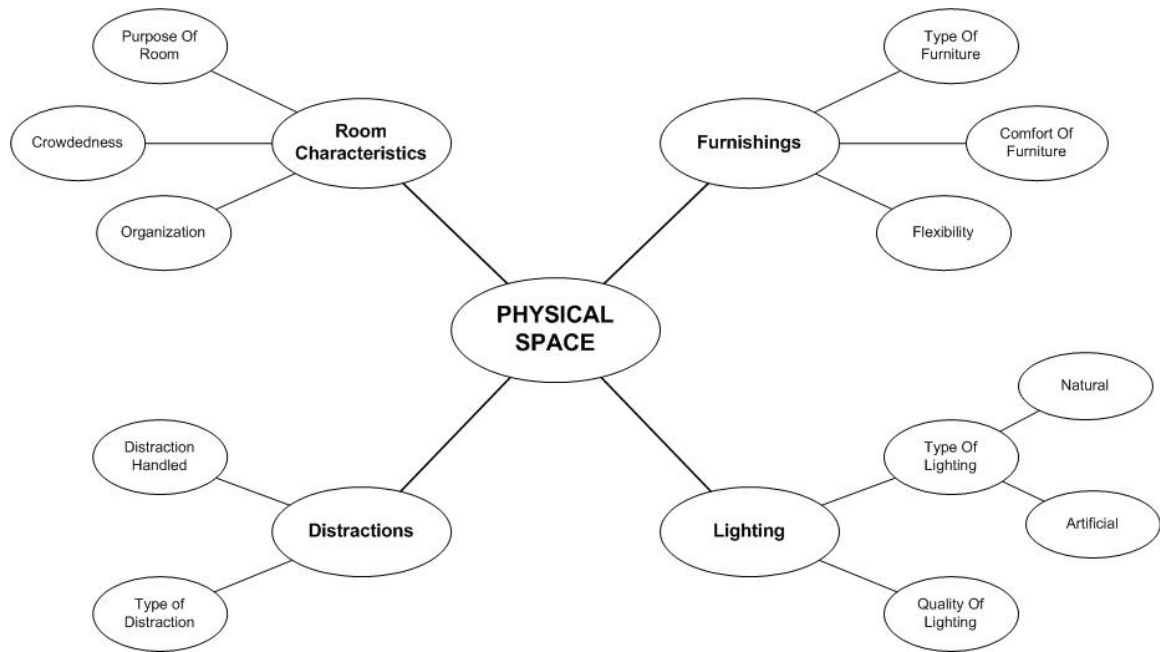 Purpose Of
Room
Crowdedness
Organization
Room
Characteristics
Type Of
Furniture
Comfort Of
Furniture
Flexibility
Furnishings
PHYSICAL
SPACE
Distraction
Handled
Type of
Distraction
Distractions
Lighting
Type Of
Lighting
Natural
Artificial
Quality Of
Lighting